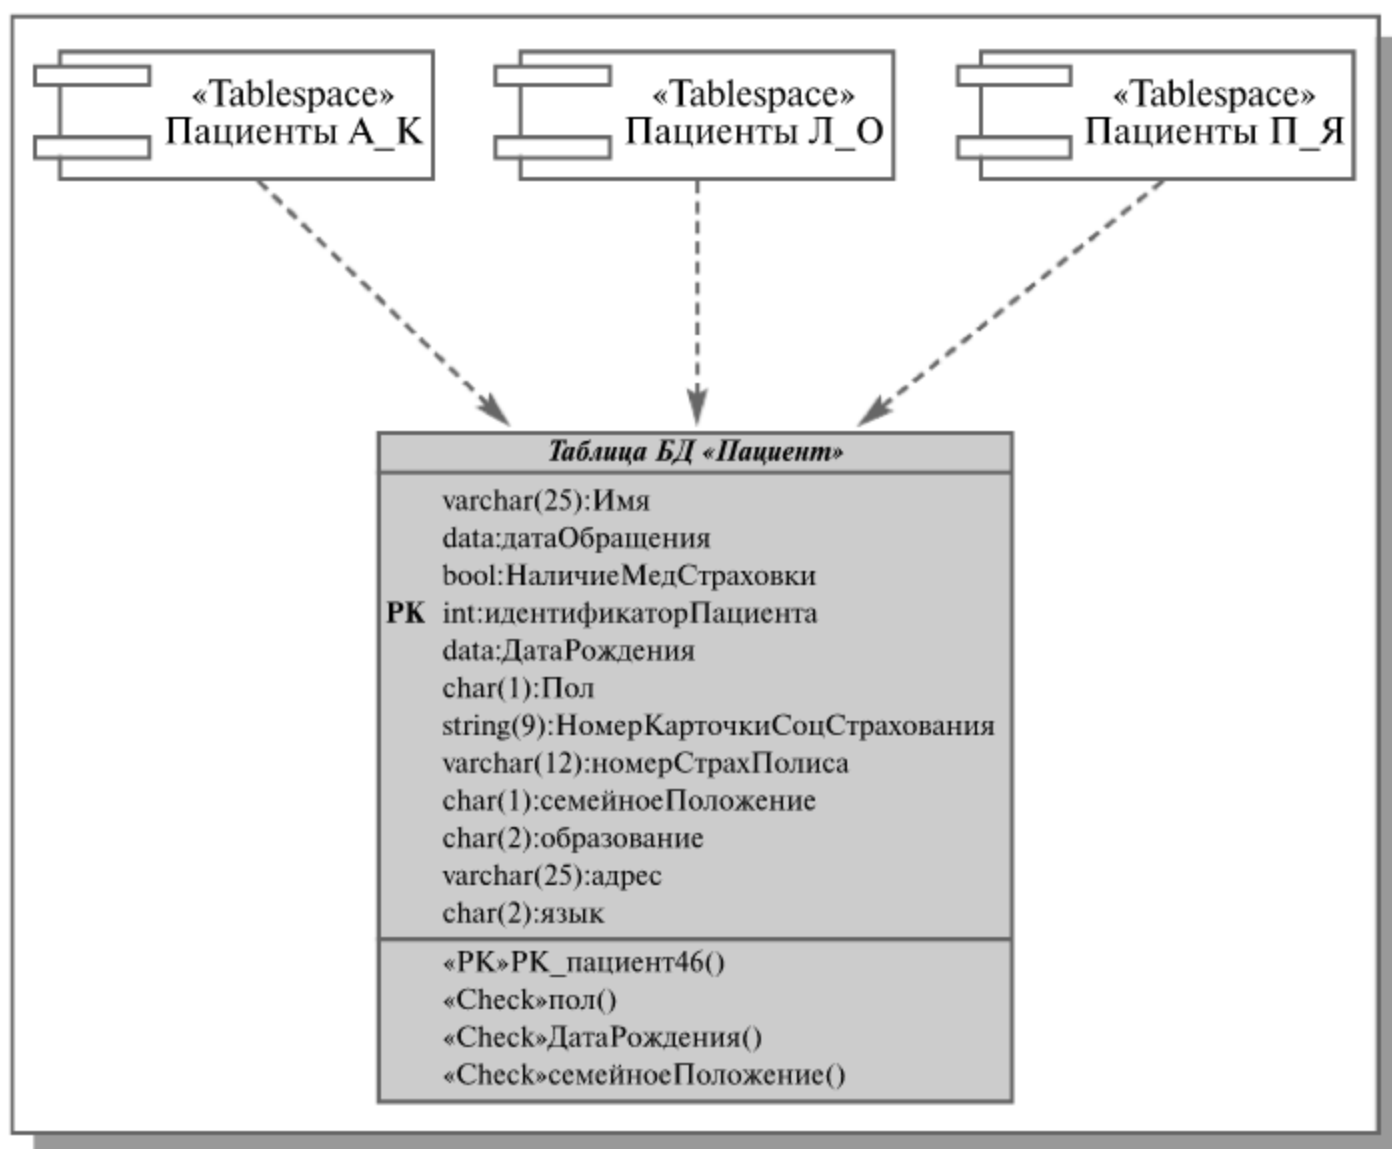 «Tablespace»
Пациенты А_К
«Tablespace»
Пациенты Л_О
«Tablespace»
Пациенты П_Я
Таблица БД «Пациент»
varchar(25):Имя
data:датаОбращения
bool:НаличиеМедСтраховки
PK int:идентификаторПациента
data:ДатаРождения
char(1):Пол
string(9):НомерКарточкиСоцСтрахования
varchar(12):номерСтрахПолиса
char(1):семейноеПоложение
char(2):образование
varchar(25):адрес
char(2):язык
«PK»PK_пациент46()
«Check»пол()
«Check»ДатаРождения()
«Check»семейноеПоложение()